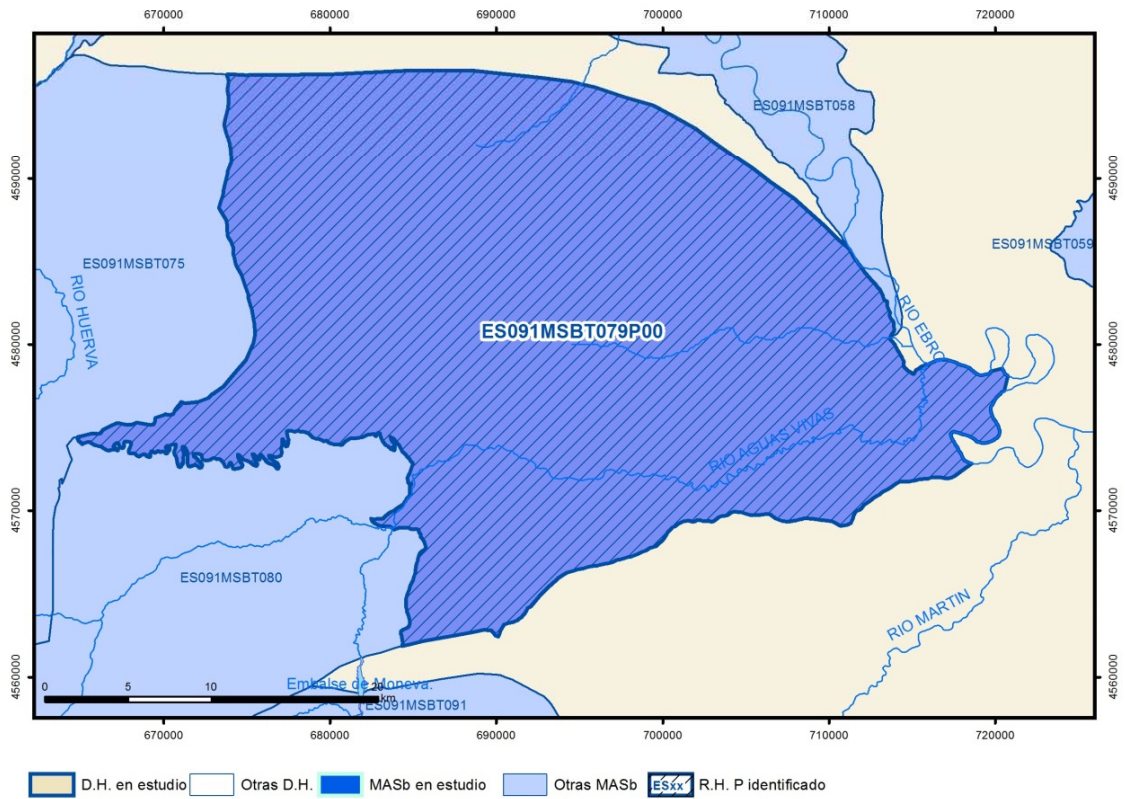 670000 680000 690000 700000 710000 720000
ES091MSBT058
4590000 4590000
ES091MSBT059
ES091MSBT075
RIO HUERVA
RIO EBRO
ES091MSBT079P00
4580000 4580000
RIO AGUAS VIVAS
4570000 4570000
ES091MSBT080
RIO MARTIN
4560000 4560000
Embalse de Moneva.
0 5 10 20
km
ES091MSBT091
670000 680000 690000 700000 710000 720000
D.H. en estudio Otras D.H. MASb en estudio Otras MASb ESxx R.H. P identificado